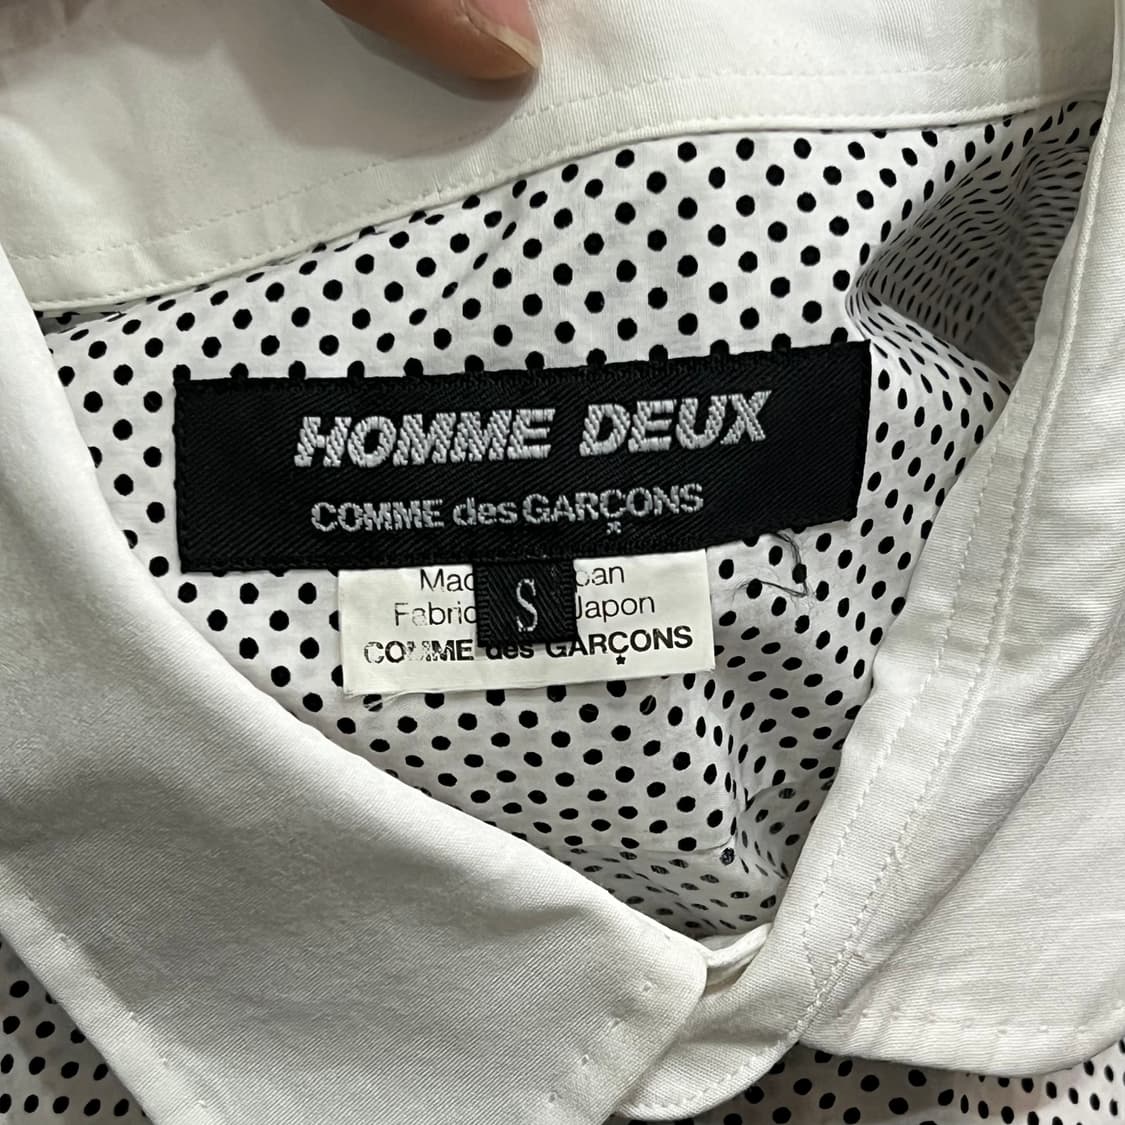 HOMME DEUX
COMME des GARÇONS
S
COMME des GARÇONS
Japon